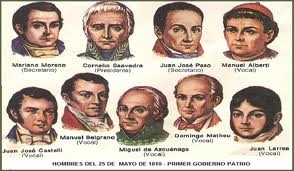 Mariano Moreno
(Secretario)
Cornelio Saavedra
(Presidente)
Juan José Paso
(Secretario)
Manuel Alberti
(Vocal)
Juan José Castelli
(Vocal)
Manuel Belgrano
(Vocal)
Miguel de Azcuénaga
(Vocal)
Domingo Matheu
(Vocal)
Juan Larrea
(Vocal)
HOMBRES DEL 25 DE MAYO DE 1810 - PRIMER GOBIERNO PATRIO